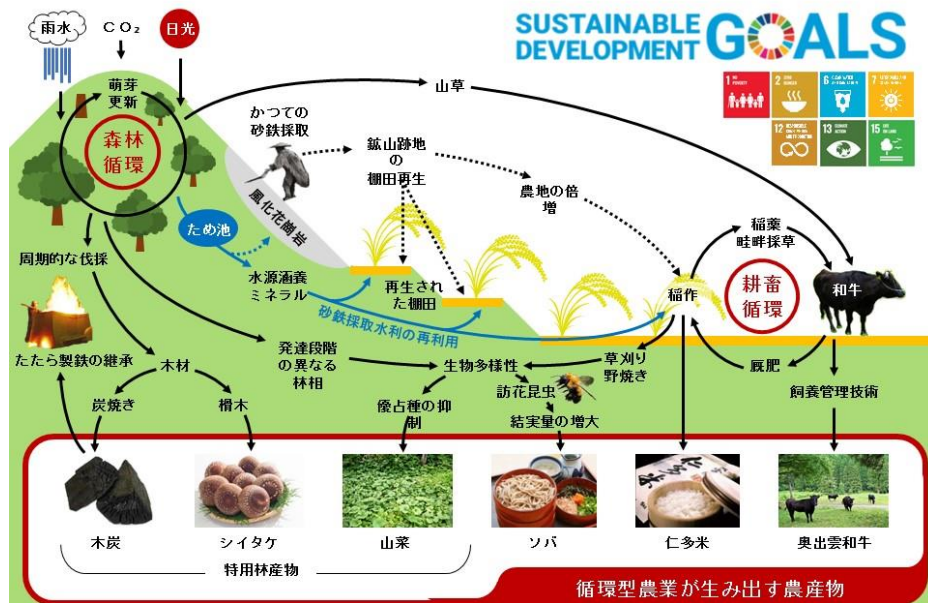 雨水
CO₂
日光
SUSTAINABLE
DEVELOPMENT
GOALS
1
2
6
7
12
13
15
萌芽
更新
森林
循環
山草
かつての
砂鉄採取
鉱山跡地
の
棚田再生
農地の倍
増
風化花崗岩
ため池
稲藁
畦畔採草
周期的な伐採
水源涵養
ミネラル
再生され
た棚田
稲作
耕畜
循環
和牛
砂鉄採取水利の再利用
たたら製鉄の継承
木材
発達段階
の異なる
林相
生物多様性
草刈り
野焼き
厩肥
炭焼き
榾木
優占種の抑
制
訪花昆虫
結実量の増大
飼養管理技術
木炭
シイタケ
山菜
ソバ
仁多米
奥出雲和牛
特用林産物
循環型農業が生み出す農産物